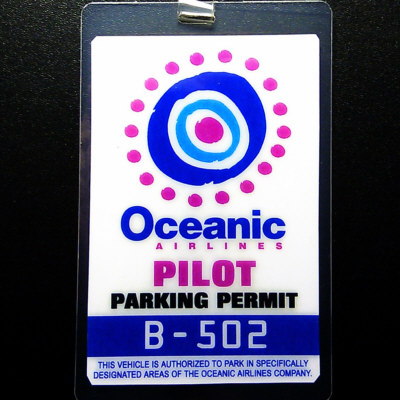 Oceanic
AIRLINES
PILOT
PARKING PERMIT
B-502
THIS VEHICLE IS AUTHORIZED TO PARK IN SPECIFICALLY
DESIGNATED AREAS OF THE OCEANIC AIRLINES COMPANY.